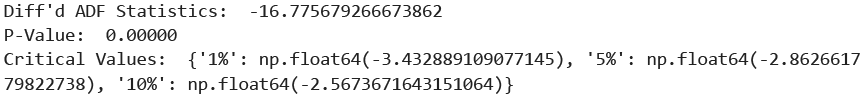 Diff'd ADF Statistics:  -16.775679266673862
P-Value:  0.00000
Critical Values:  {'1%': np.float64(-3.432889109077145), '5%': np.float64(-2.8626617
79822738), '10%': np.float64(-2.5673671643151064)}